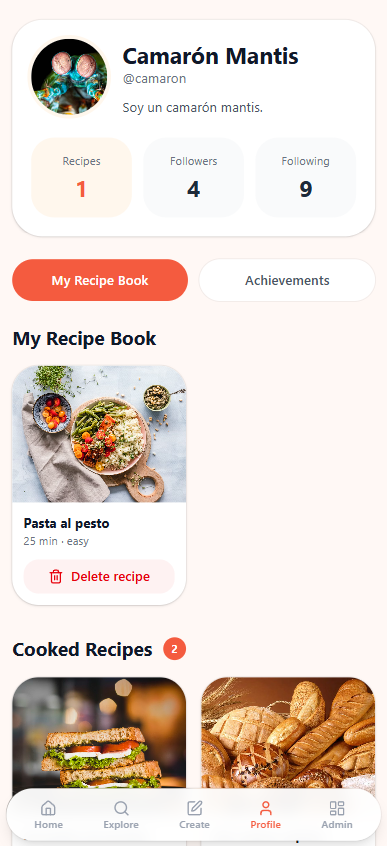 Camarón Mantis
@camaron
Soy un camarón mantis.
Recipes
1
Followers
4
Following
9
My Recipe Book
Achievements
My Recipe Book
Pasta al pesto
25 min · easy
Delete recipe
Cooked Recipes 2
Home
Explore
Create
Profile
Admin